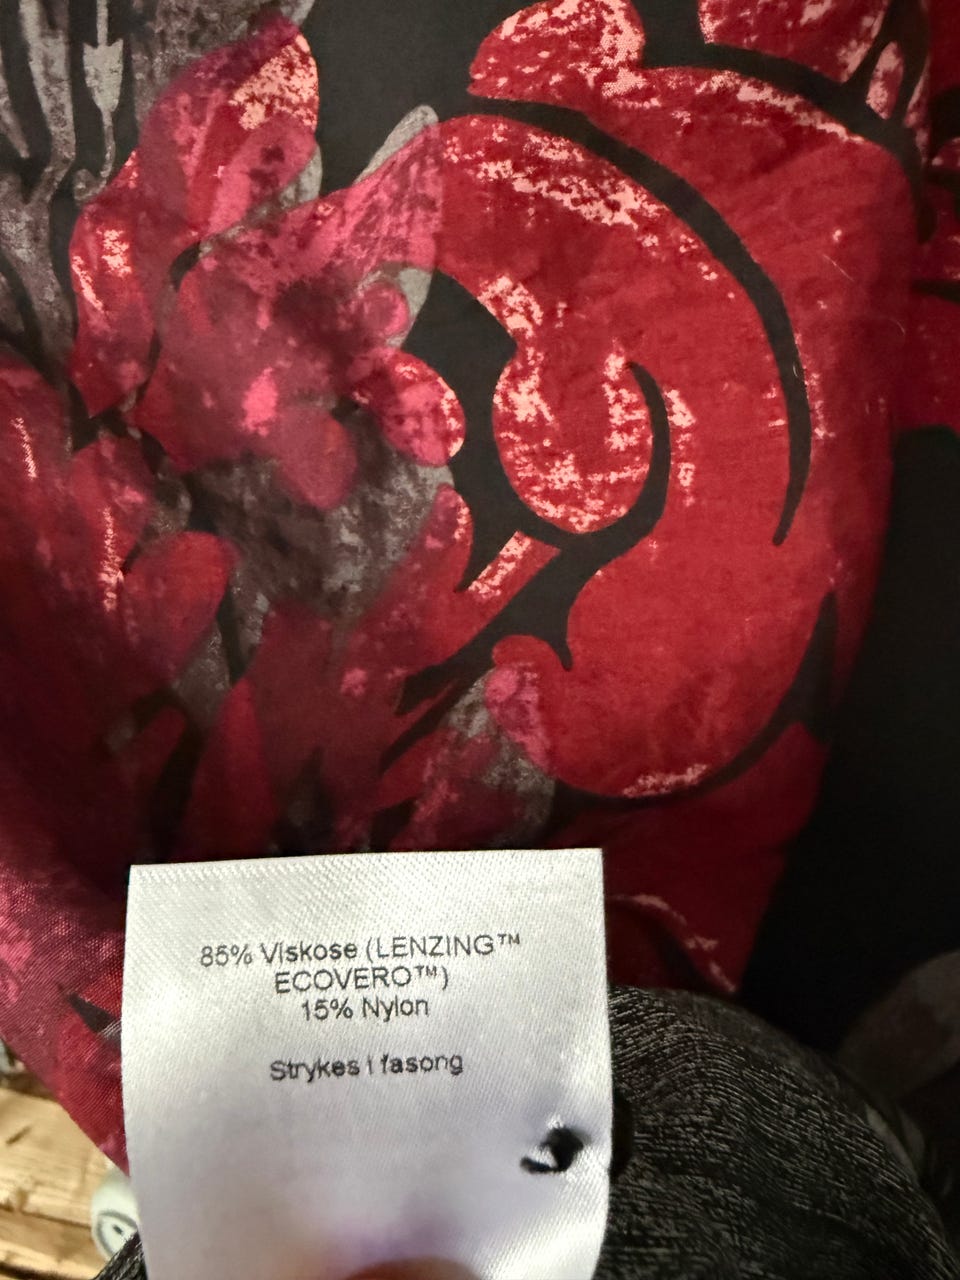 85% Viskose (LENZING™
ECOVERO™)
15% Nylon
Strykes i fasong